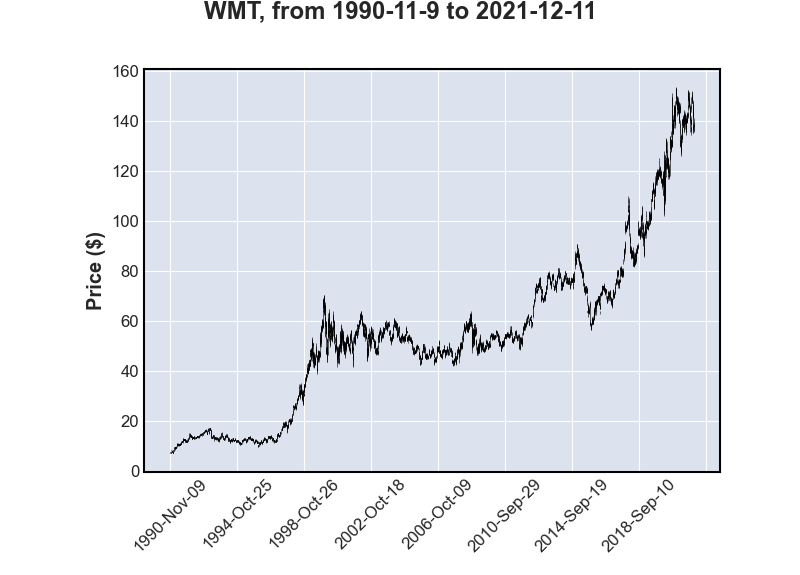 WMT, from 1990-11-9 to 2021-12-11
Price ($)
160
140
120
100
80
60
40
20
0
1990-Nov-09
1994-Oct-25
1998-Oct-26
2002-Oct-18
2006-Oct-09
2010-Sep-29
2014-Sep-19
2018-Sep-10